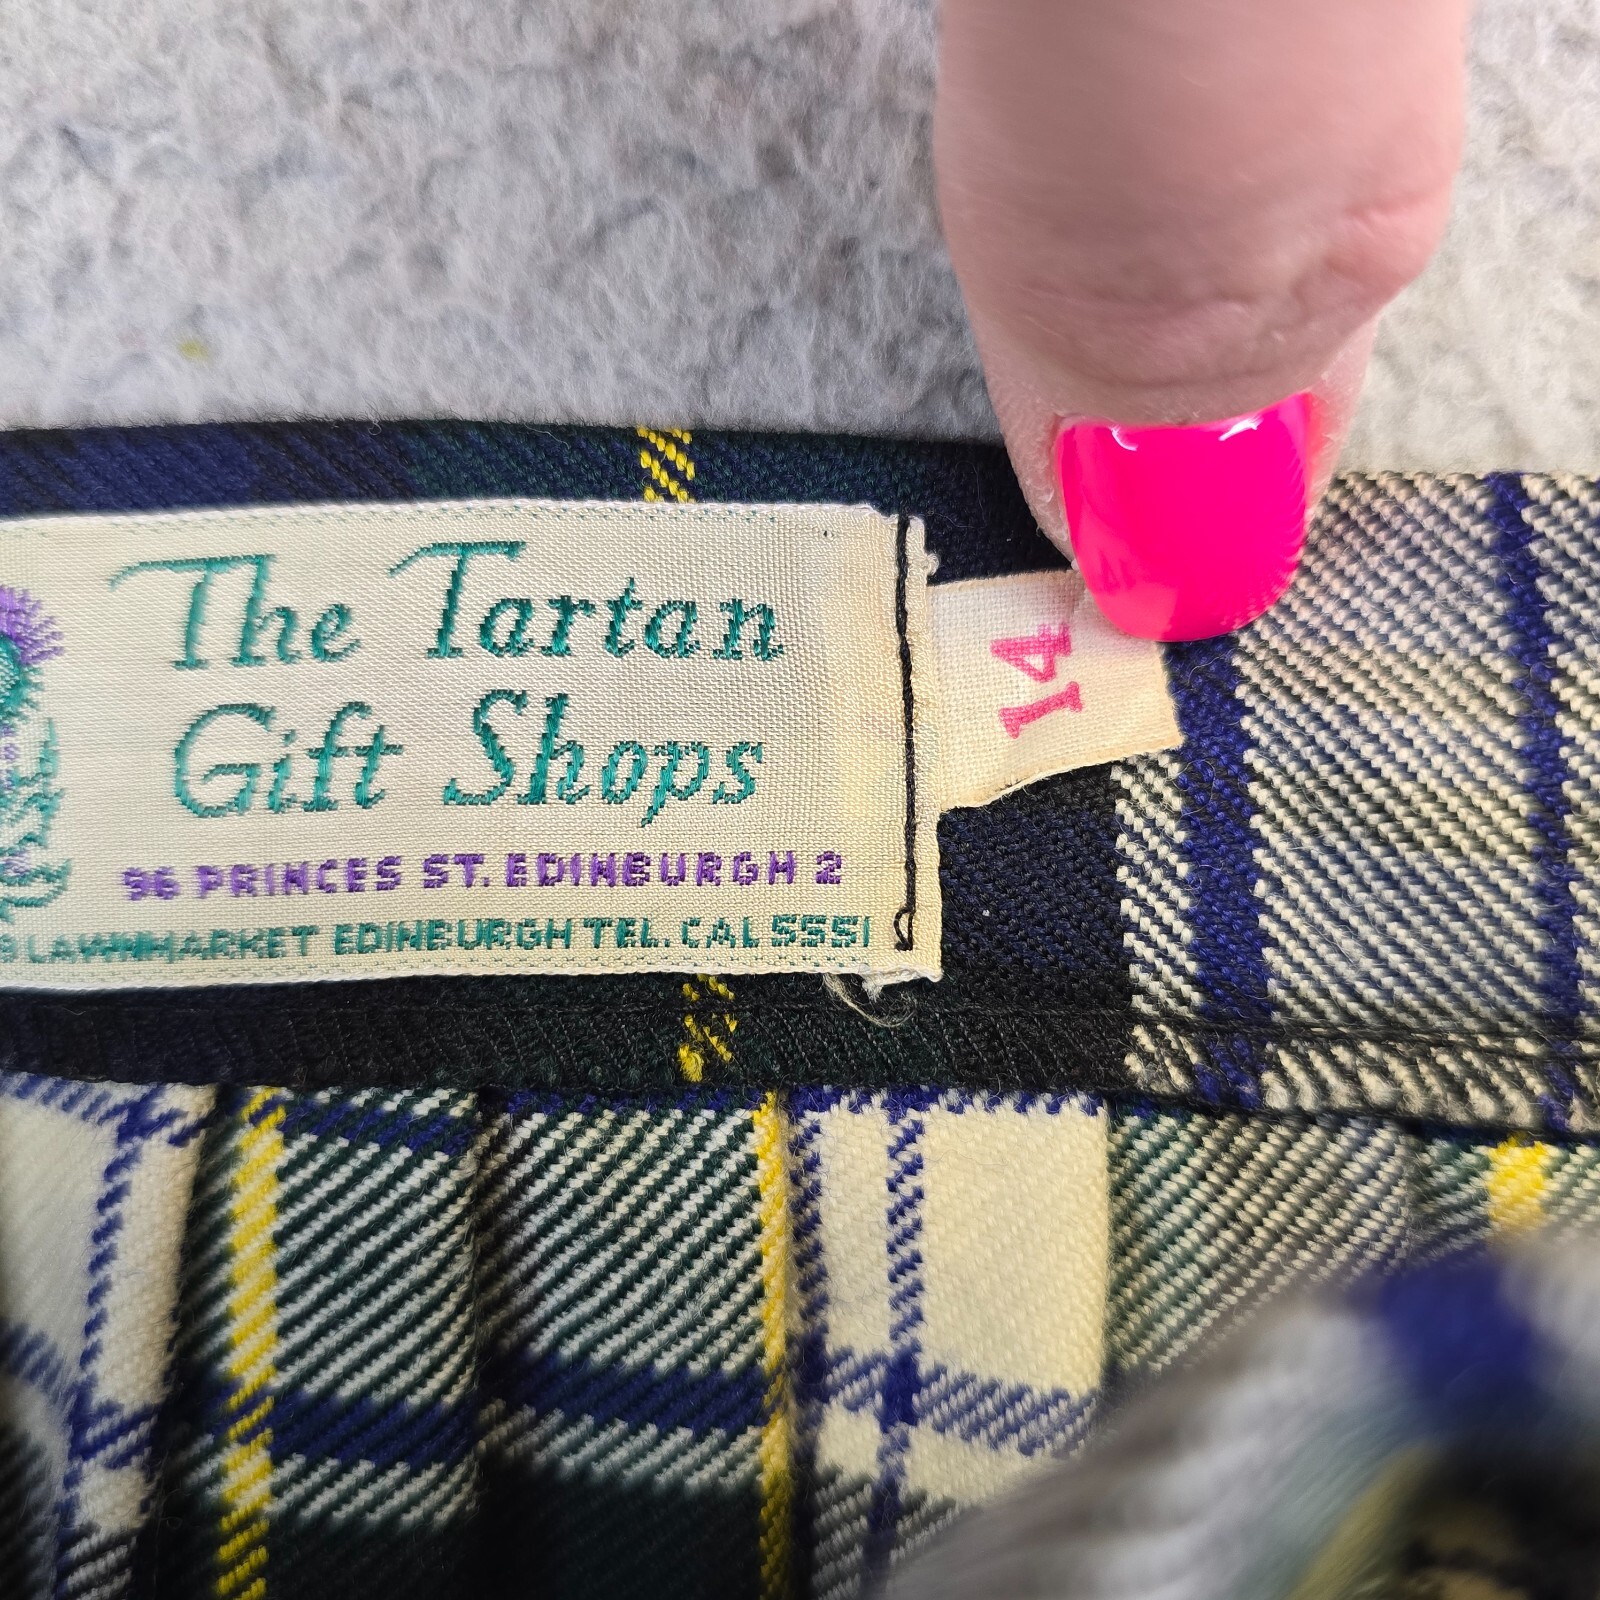 The Tartan
Gift Shops
96 PRINCES ST. EDINBURGH 2
LAWNMARKET EDINBURGH TEL. CAL 5551
14